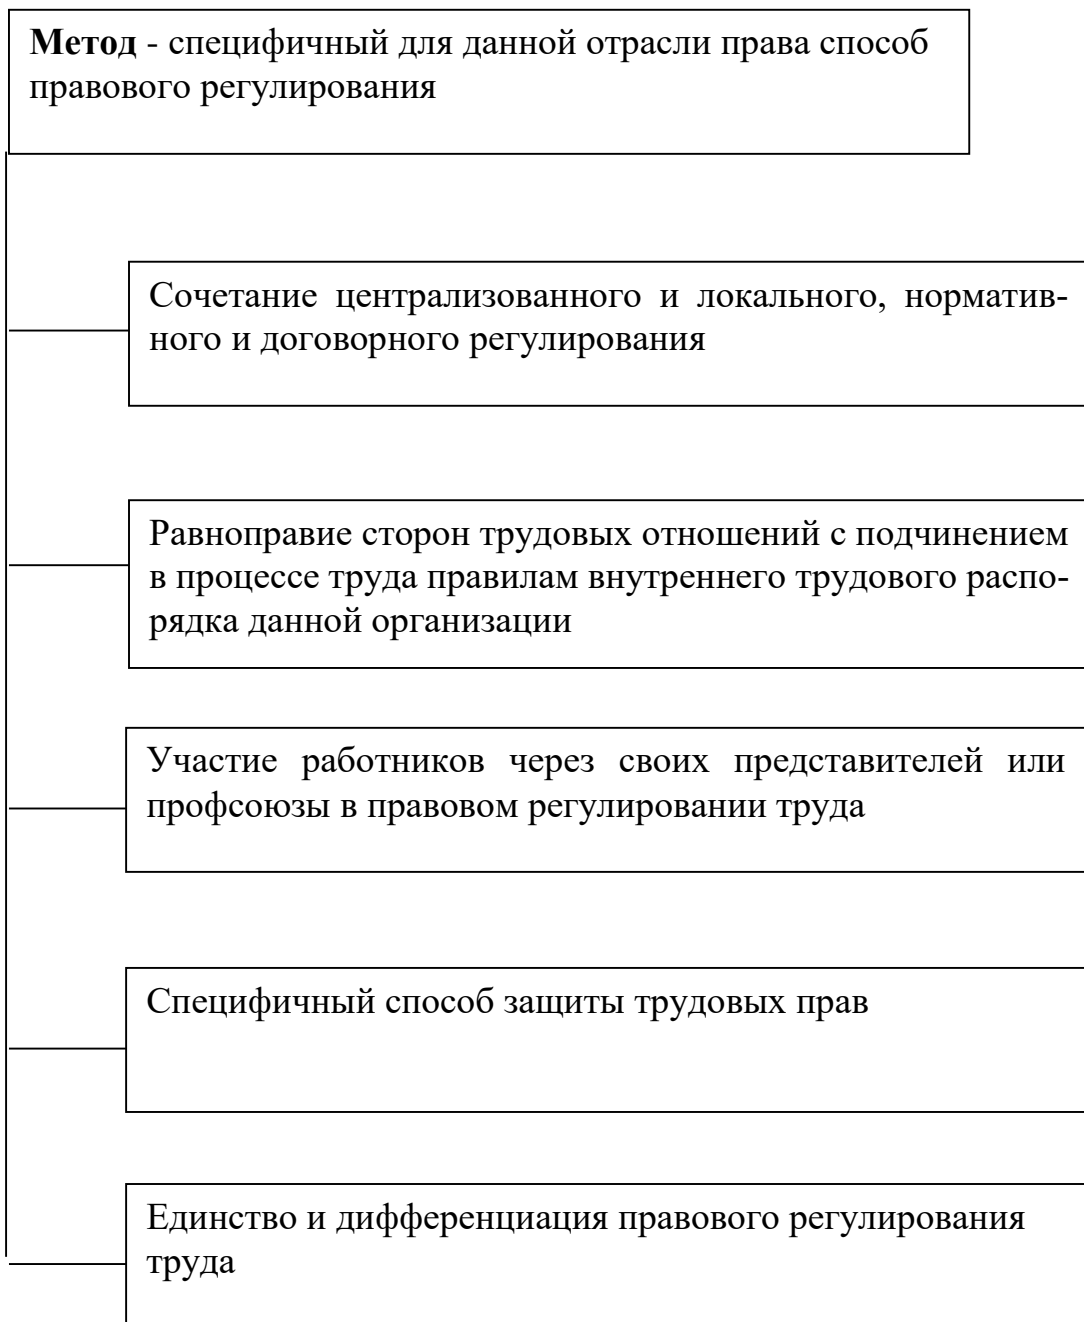 Метод - специфичный для данной отрасли права способ
правового регулирования
Сочетание централизованного и локального, норматив-
ного и договорного регулирования
Равноправие сторон трудовых отношений с подчинением
в процессе труда правилам внутреннего трудового распо-
рядка данной организации
Участие работников через своих представителей или
профсоюзы в правовом регулировании труда
Специфичный способ защиты трудовых прав
Единство и дифференциация правового регулирования
труда